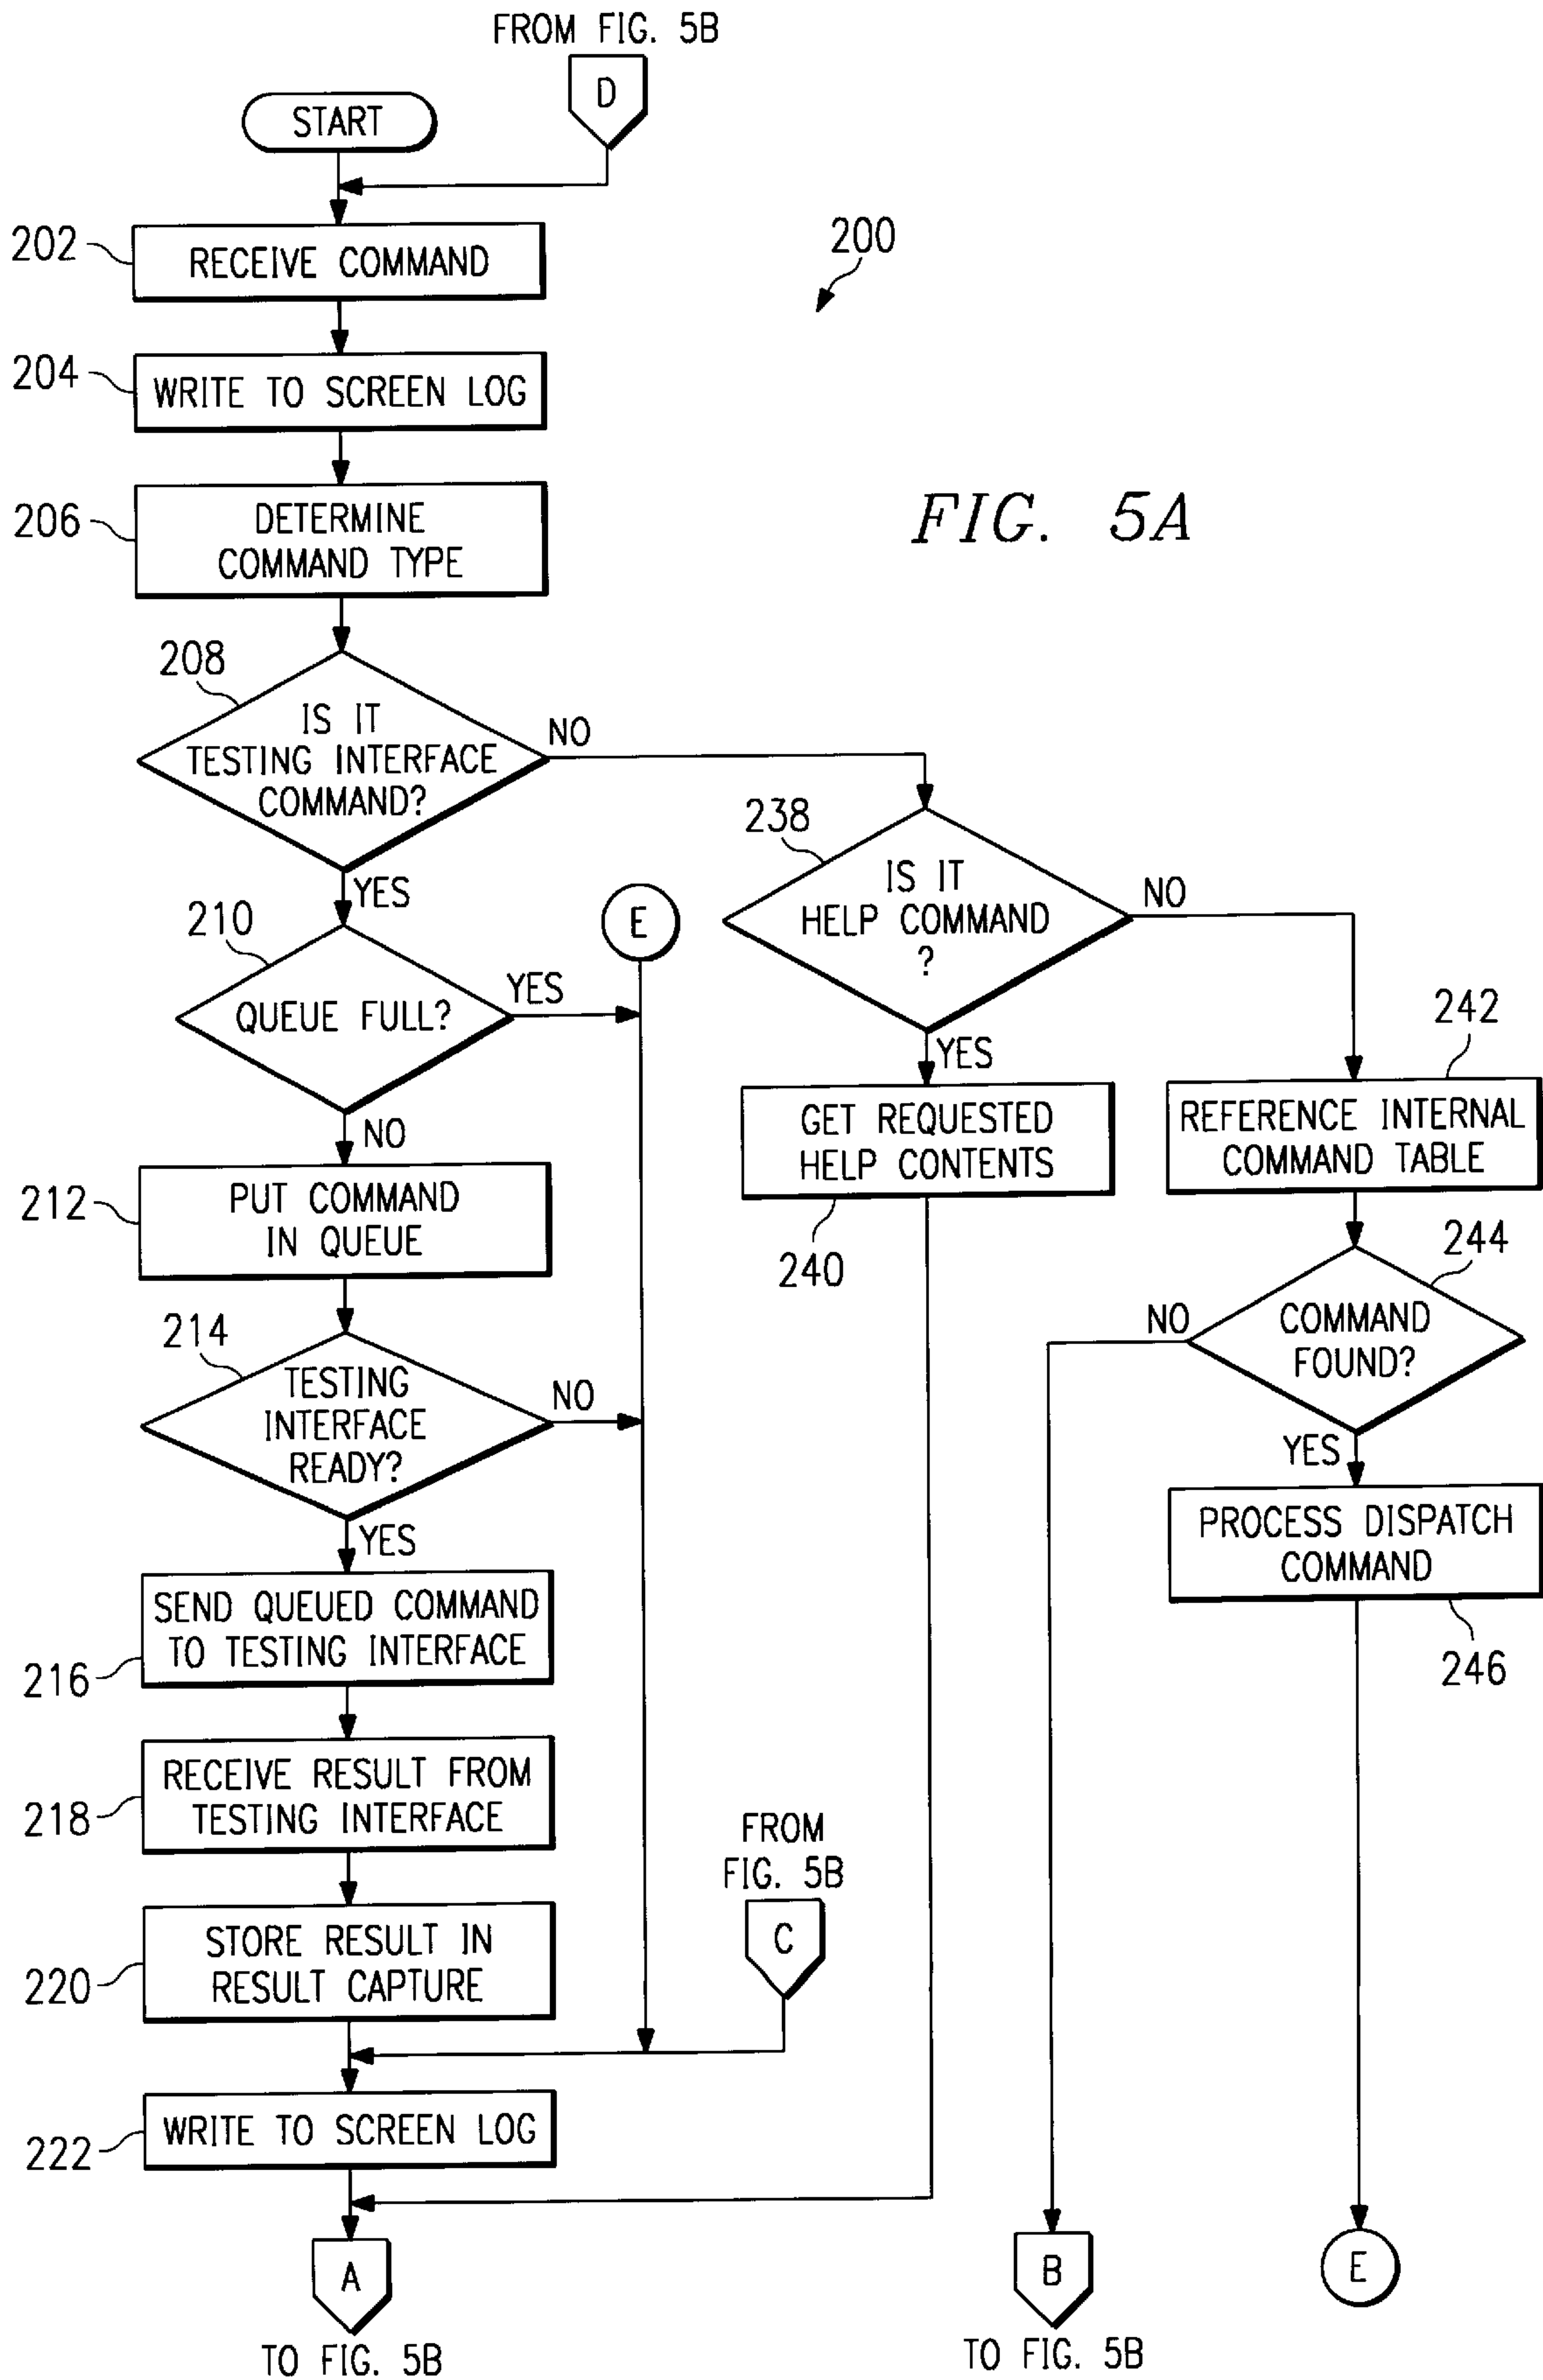 FROM FIG. 5B
D
START
202
RECEIVE COMMAND
200
204
WRITE TO SCREEN LOG
206
DETERMINE
COMMAND TYPE
FIG. 5A
208
IS IT
TESTING INTERFACE
COMMAND?
NO
YES
238
IS IT
HELP COMMAND
?
NO
YES
210
QUEUE FULL?
YES
NO
E
242
REFERENCE INTERNAL
COMMAND TABLE
GET REQUESTED
HELP CONTENTS
240
212
PUT COMMAND
IN QUEUE
244
COMMAND
FOUND?
NO
YES
214
TESTING
INTERFACE
READY?
NO
YES
PROCESS DISPATCH
COMMAND
246
SEND QUEUED COMMAND
TO TESTING INTERFACE
216
RECEIVE RESULT FROM
TESTING INTERFACE
218
FROM
FIG. 5B
C
STORE RESULT IN
RESULT CAPTURE
220
WRITE TO SCREEN LOG
222
A
TO FIG. 5B
B
TO FIG. 5B
E